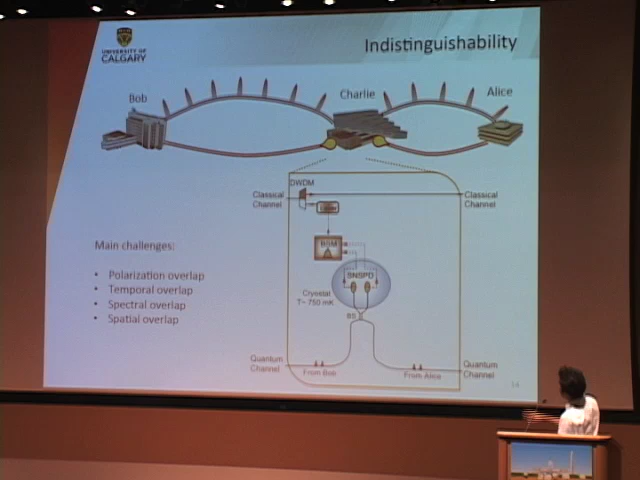 UNIVERSITY OF
CALGARY
Indistinguishability
Bob
Charlie
Alice
DWDM
Classical
Channel
Classical
Channel
BSM
SNSPD
Cryostat
T~ 750 mK
BS
Main challenges:
• Polarization overlap
• Temporal overlap
• Spectral overlap
• Spatial overlap
Quantum
Channel
From Bob
From Alice
Quantum
Channel
14